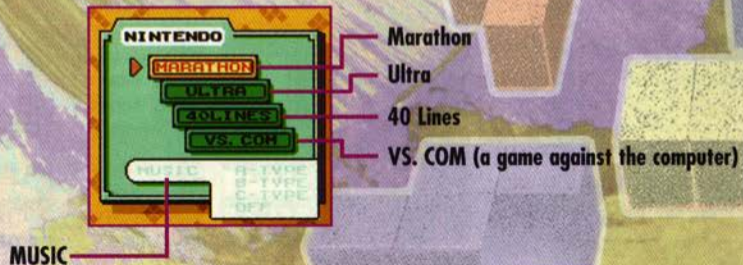 NINTENDO
MARATHON
ULTRA
40LINES
VS. COM
MUSIC A-TYPE
B-TYPE
C-TYPE
OFF
Marathon
Ultra
40 Lines
VS. COM (a game against the computer)
MUSIC